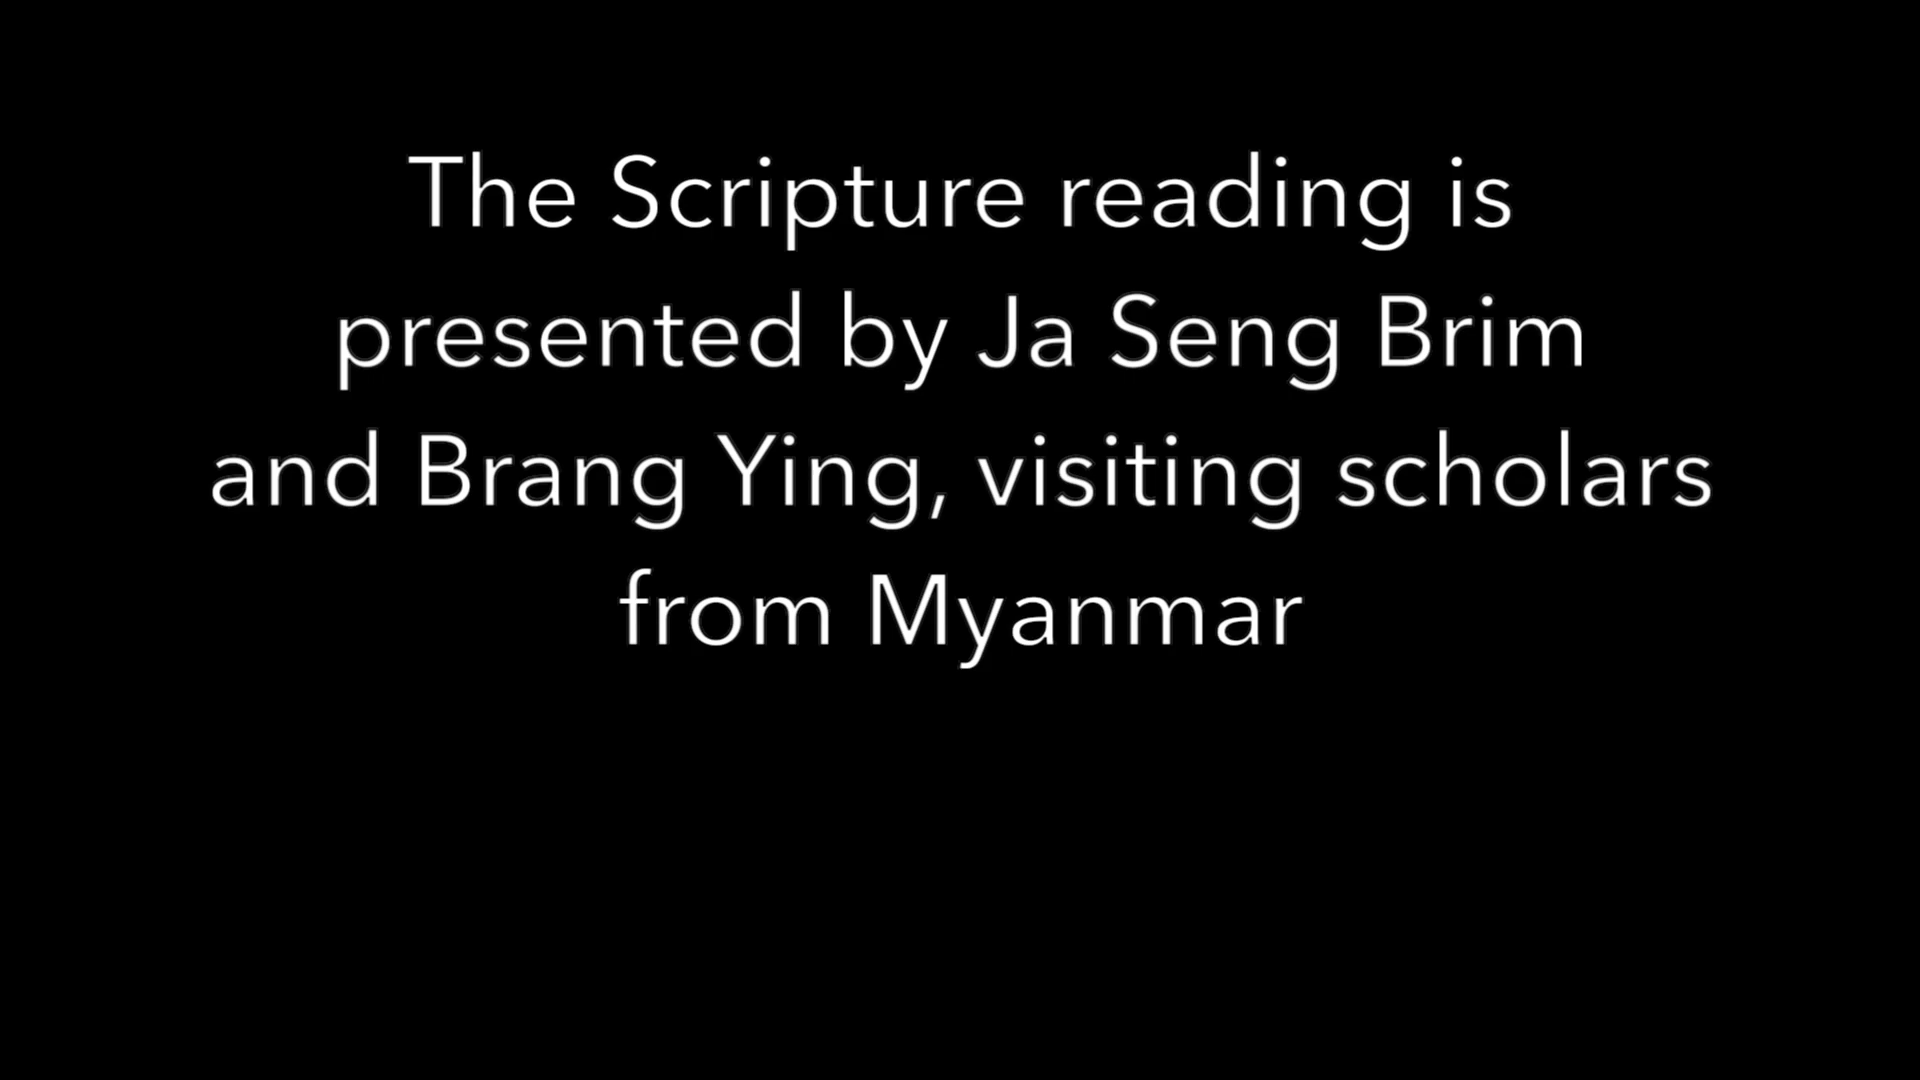 The Scripture reading is
presented by Ja Seng Brim
and Brang Ying, visiting scholars
from Myanmar